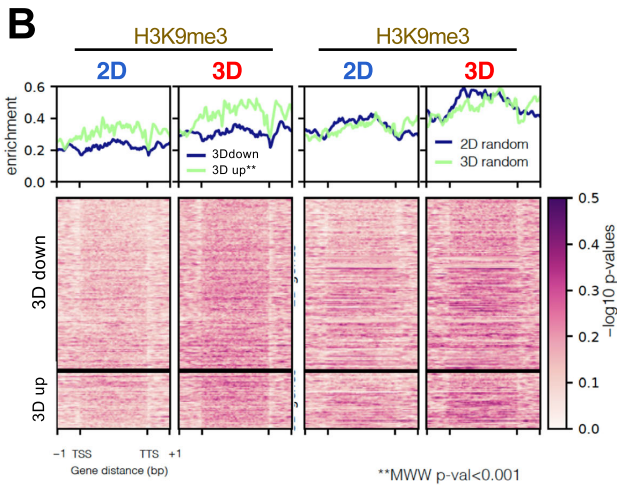 B
H3K9me3
H3K9me3
2D
3D
2D
3D
enrichment
0.6
0.4
0.2
0.0
3Ddown
3D up**
2D random
3D random
3D down
3D up
0.5
0.4
0.3
0.2
0.1
0.0
−log10 p-values
−1 TSS TTS +1
Gene distance (bp)
**MWW p-val<0.001